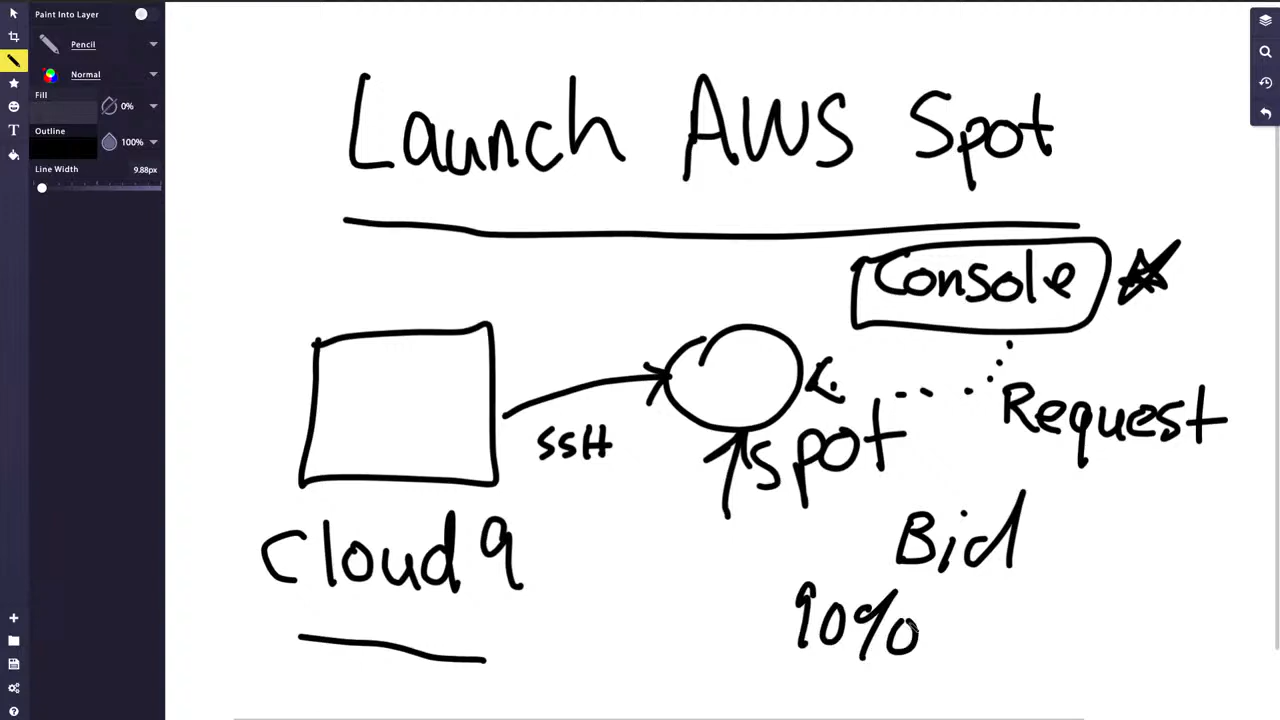 Paint Into Layer
Pencil
Normal
Fill
0%
Outline
100%
Line Width 9.88px
T
?
Launch AWS Spot
Console
SSH
Spot
Request
Cloud9
Bid
90%